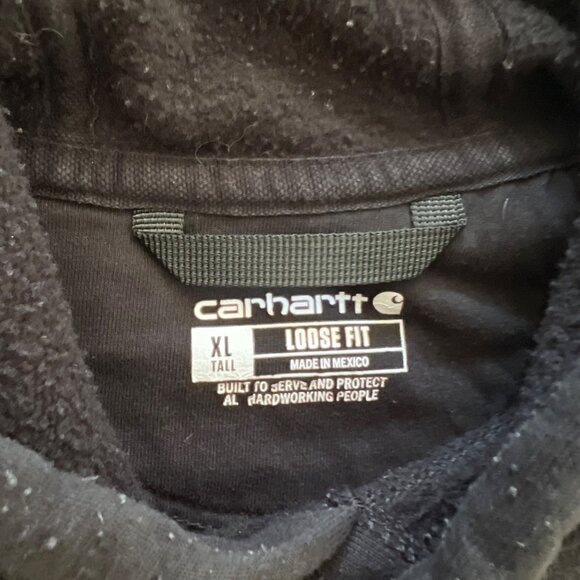 carhartt
XL
TALL
LOOSE FIT
MADE IN MEXICO
BUILT TO SERVE AND PROTECT
AL HARDWORKING PEOPLE